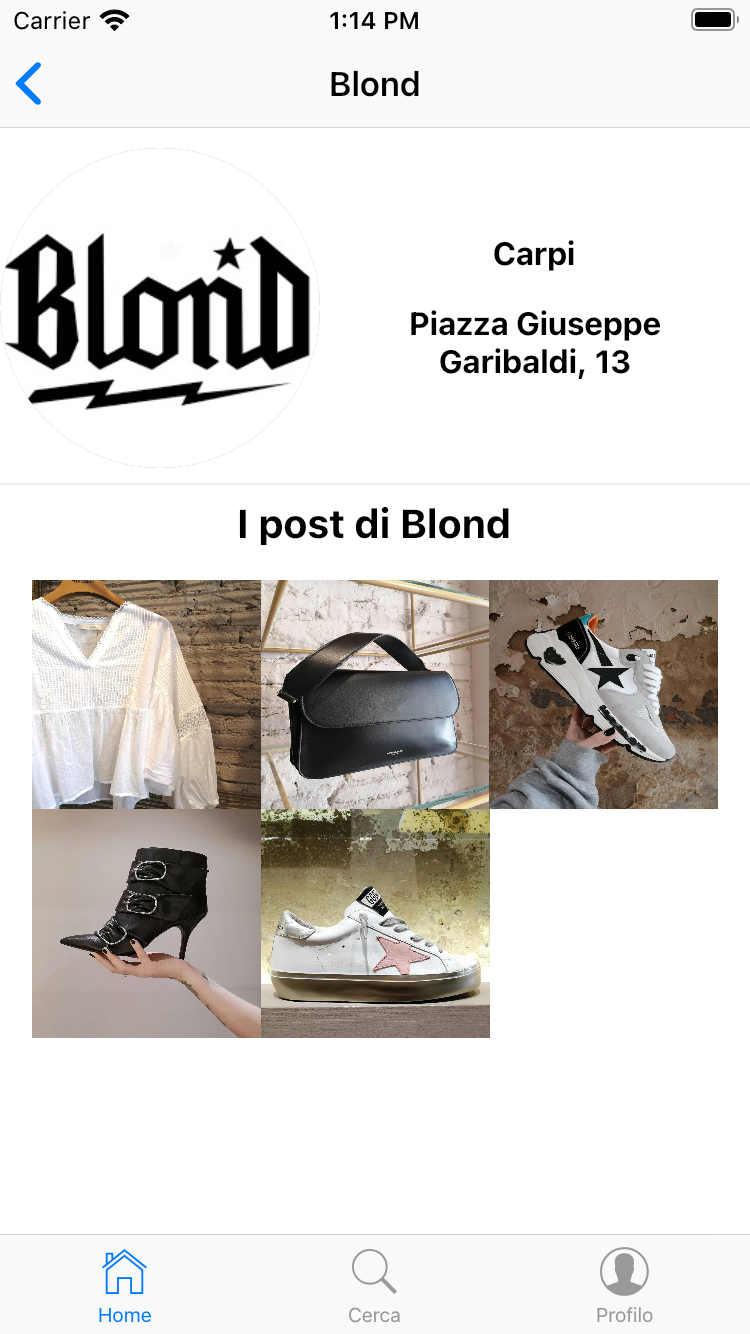 Carrier
1:14 PM
Blond
BlonD
Carpi
Piazza Giuseppe
Garibaldi, 13
I post di Blond
Home
Cerca
Profilo